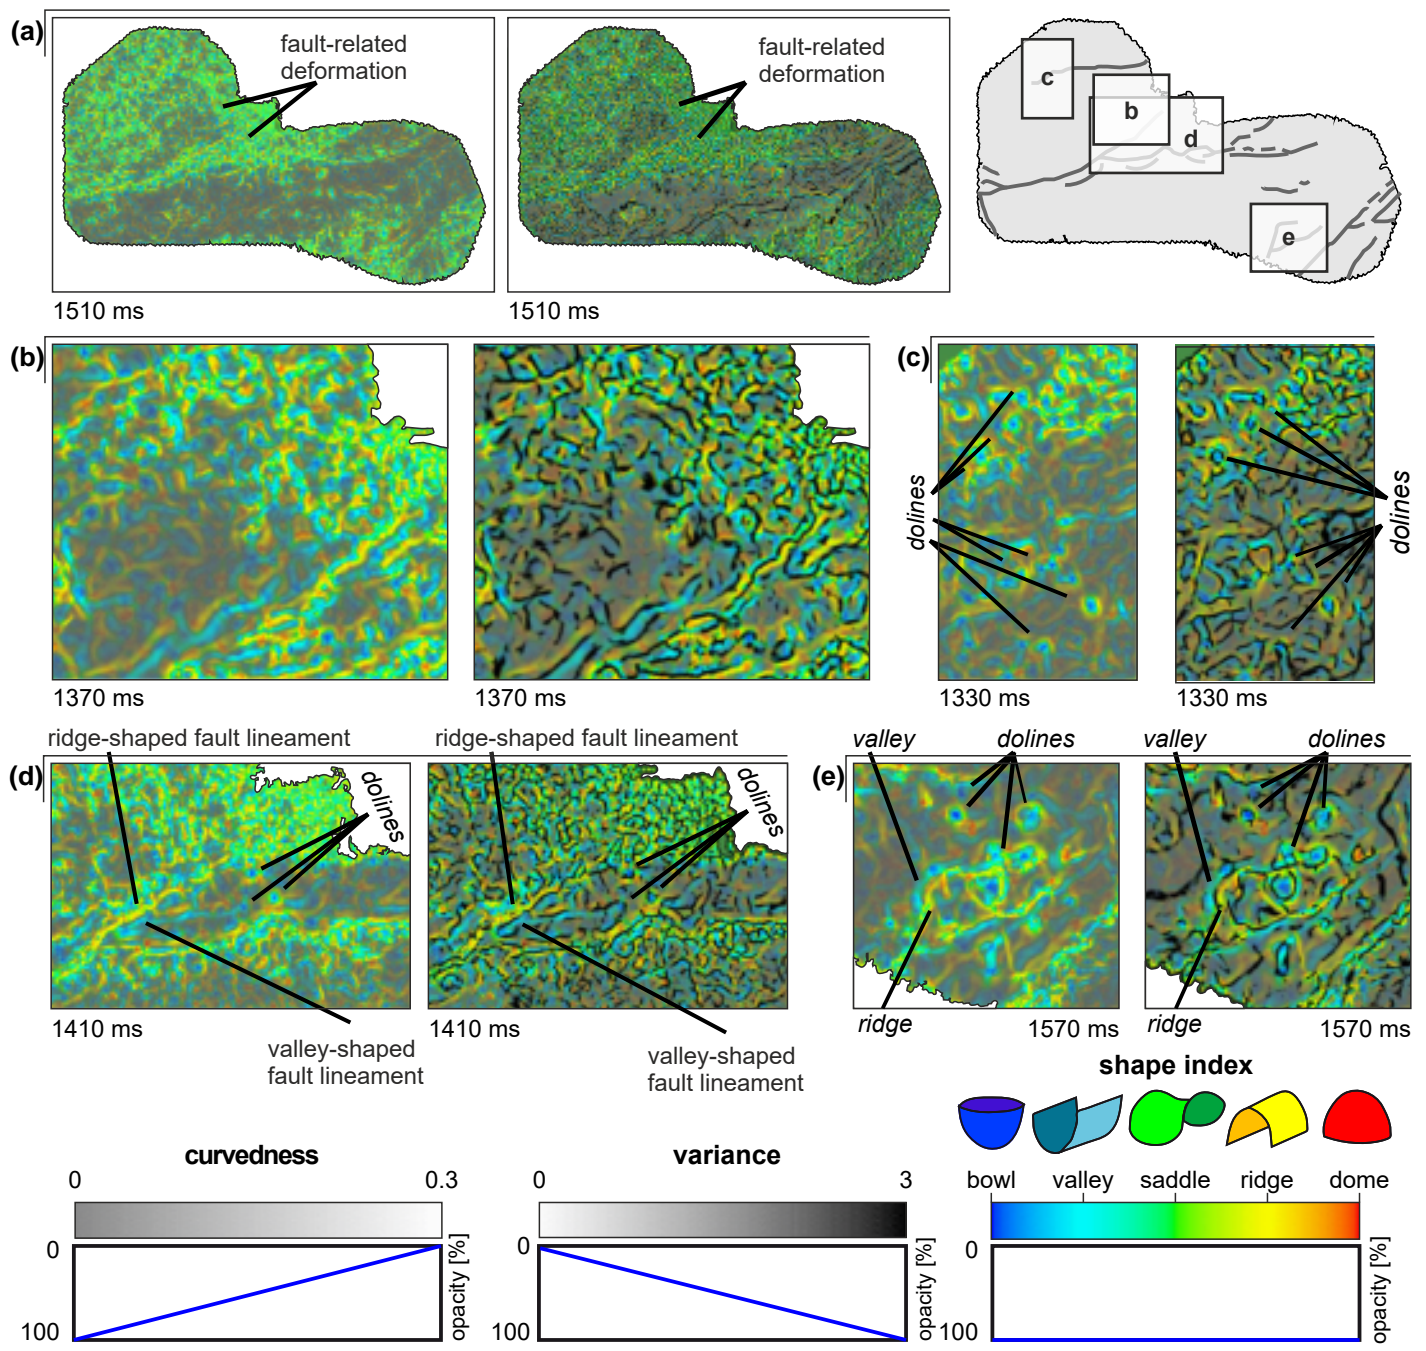 (a)
fault-related
deformation
fault-related
deformation
c
b
d
e
1510 ms
1510 ms
(b)
(c)
dolines
dolines
1370 ms
1370 ms
1330 ms
1330 ms
ridge-shaped fault lineament
ridge-shaped fault lineament
valley
dolines
valley
dolines
(d)
dolines
dolines
(e)
1410 ms
1410 ms
ridge
1570 ms
ridge
1570 ms
valley-shaped
fault lineament
valley-shaped
fault lineament
shape index
curvedness
variance
0
0.3
0
3
bowl
valley
saddle
ridge
dome
0
100
opacity [%]
0
100
opacity [%]
0
100
opacity [%]